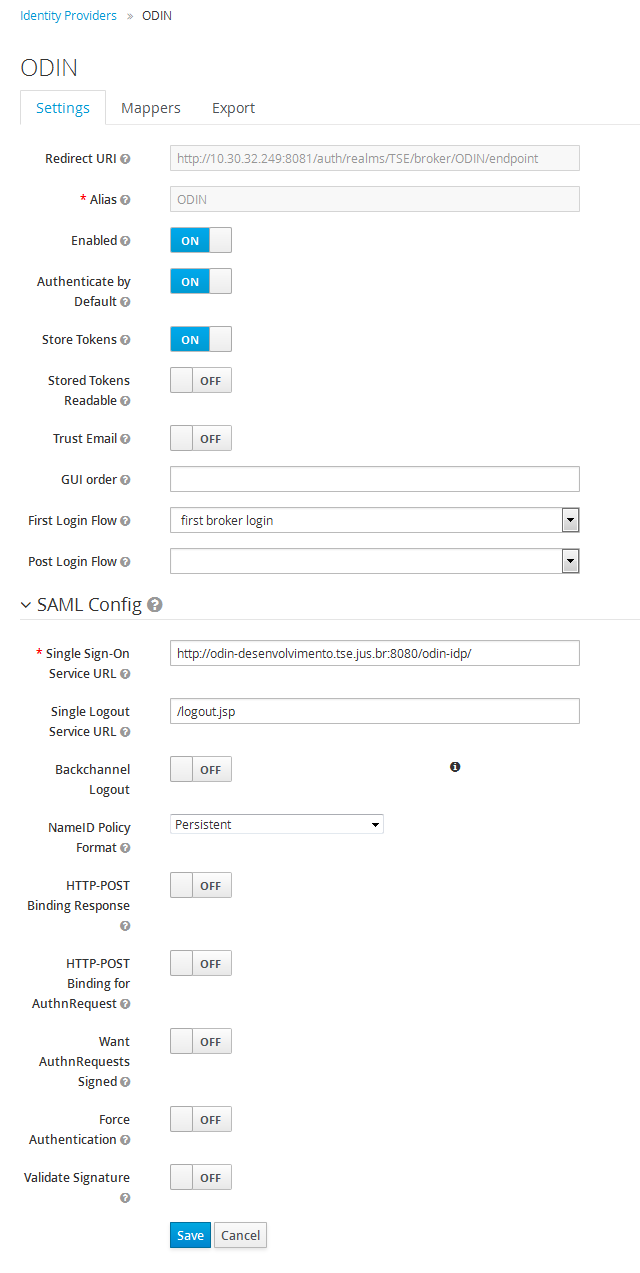 Identity Providers » ODIN
ODIN
Settings Mappers Export
Redirect URI
http://10.30.32.249:8081/auth/realms/TSE/broker/ODIN/endpoint
* Alias
ODIN
Enabled
ON
Authenticate by
Default
ON
Store Tokens
ON
Stored Tokens
Readable
OFF
Trust Email
OFF
GUI order
First Login Flow
first broker login
Post Login Flow
SAML Config
* Single Sign-On
Service URL
http://odin-desenvolvimento.tse.jus.br:8080/odin-idp/
Single Logout
Service URL
/logout.jsp
Backchannel
Logout
OFF
NameID Policy
Format
Persistent
HTTP-POST
Binding Response
OFF
HTTP-POST
Binding for
AuthnRequest
OFF
Want
AuthnRequests
Signed
OFF
Force
Authentication
OFF
Validate Signature
OFF
Save Cancel